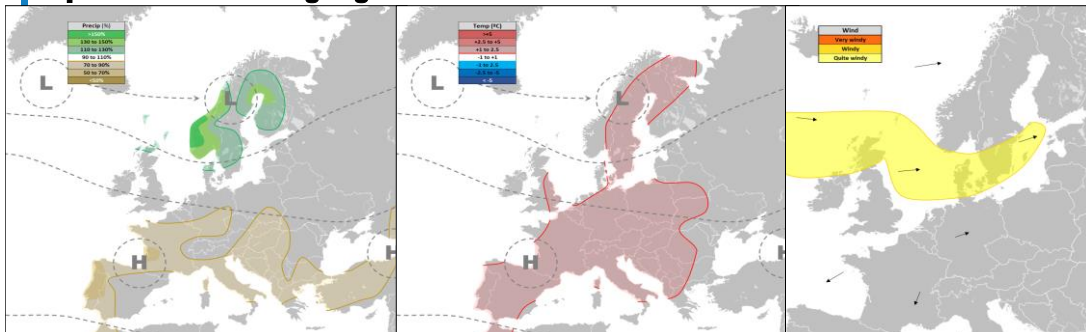 Precip (%)
>150%
130 to 150%
110 to 130%
90 to 110%
70 to 90%
50 to 70%
<50%
L
L
H
H
Temp (ºC)
>+5
+2.5 to +5
+1 to 2.5
-1 to +1
-1 to 2.5
-2.5 to -5
< -5
L
L
H
H
Wind
Very windy
Windy
Quite windy